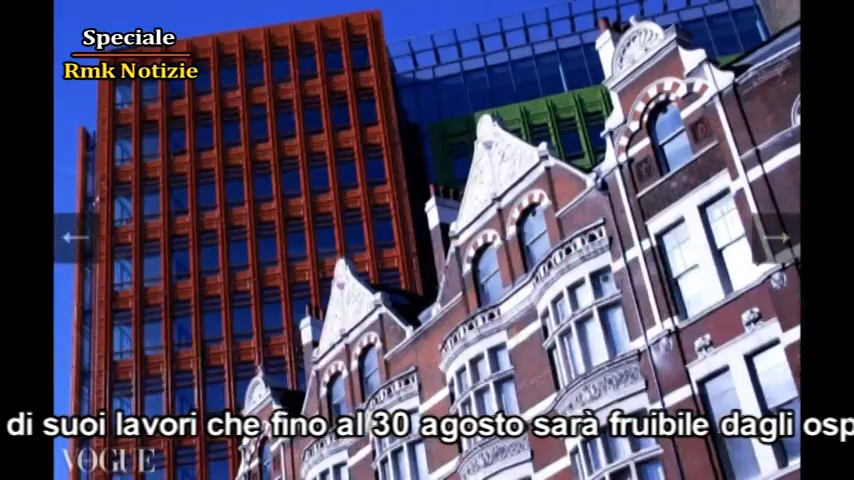 Speciale
Rmk Notizie
di suoi lavori che fino al 30 agosto sarà fruibile dagli osp
VOGUE